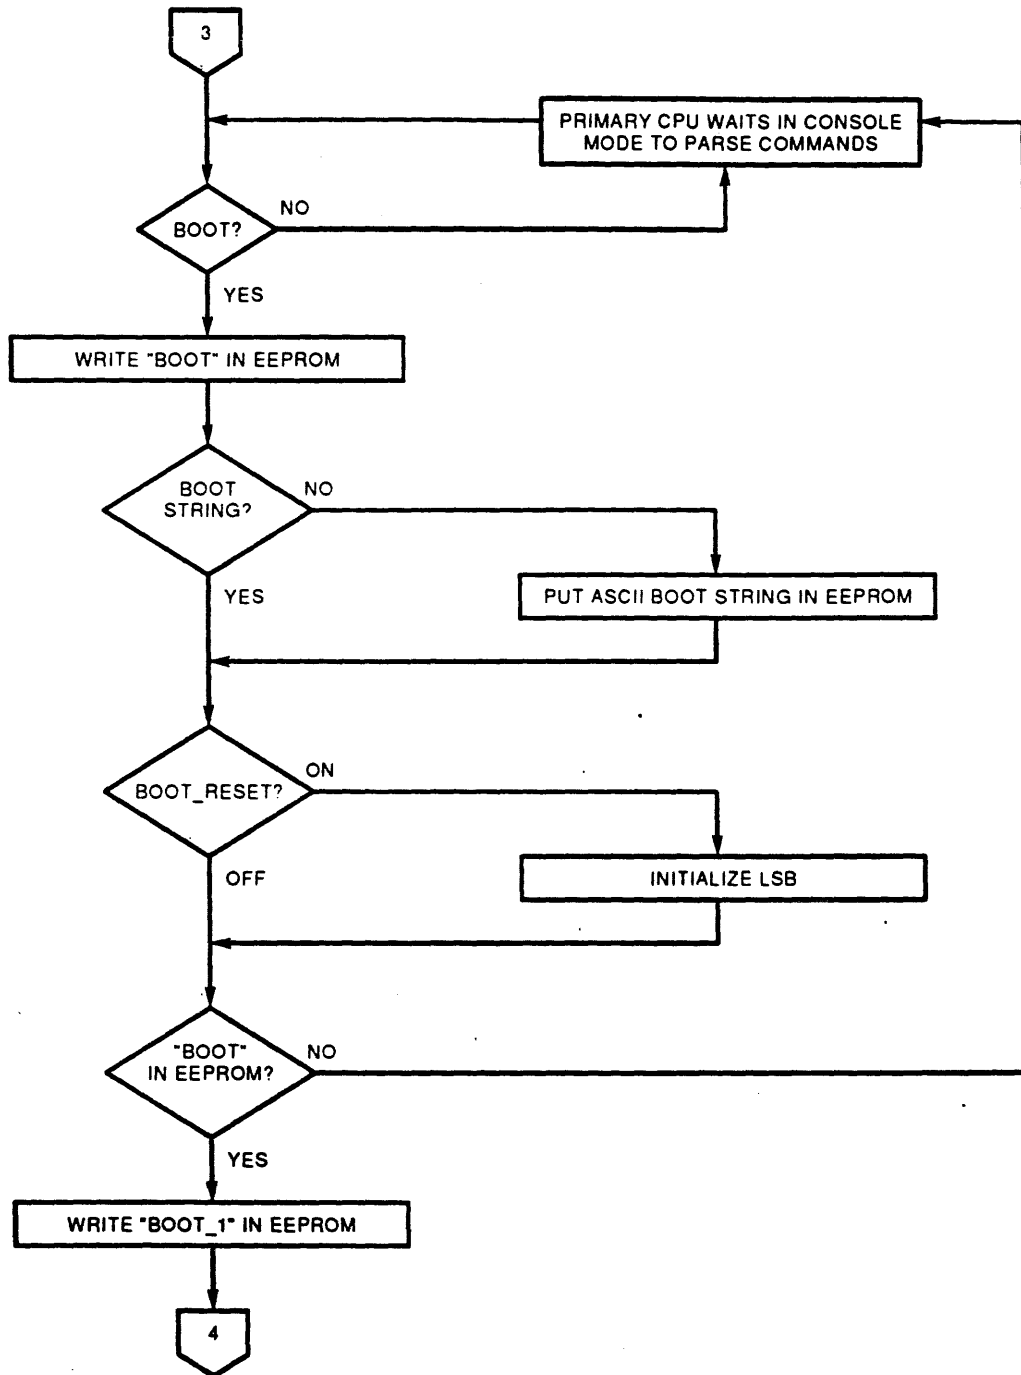 3
PRIMARY CPU WAITS IN CONSOLE
MODE TO PARSE COMMANDS
BOOT?
NO
YES
WRITE "BOOT" IN EEPROM
BOOT
STRING?
NO
YES
PUT ASCII BOOT STRING IN EEPROM
BOOT_RESET?
ON
OFF
INITIALIZE LSB
"BOOT"
IN EEPROM?
NO
YES
WRITE "BOOT_1" IN EEPROM
4